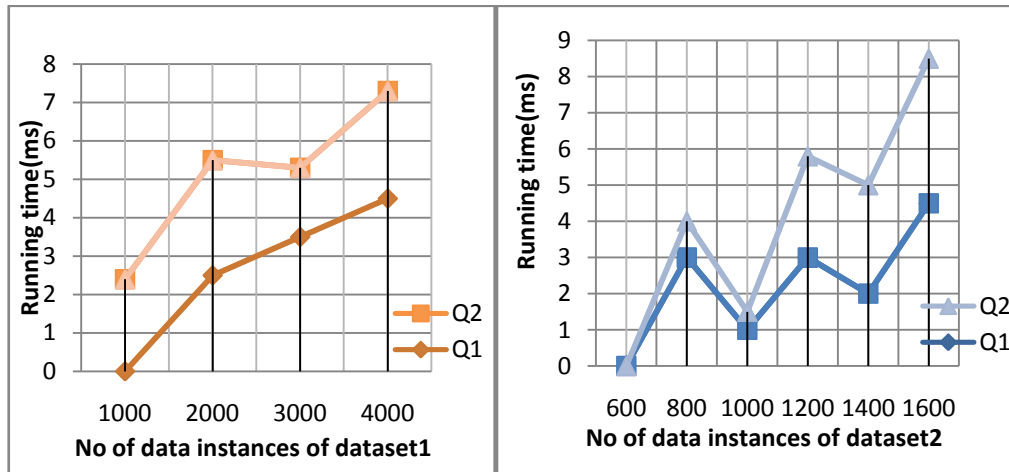 Running time(ms)
8
7
6
5
4
3
2
1
0
1000 2000 3000 4000
No of data instances of dataset1
Q2
Q1
Running time(ms)
9
8
7
6
5
4
3
2
1
0
600 800 1000 1200 1400 1600
No of data instances of dataset2
Q2
Q1